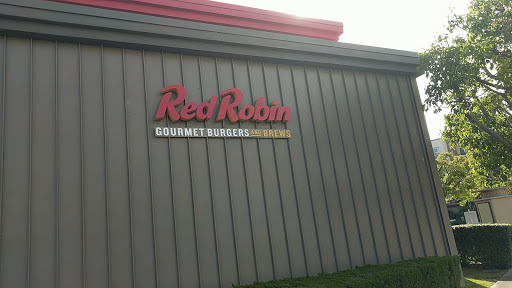 Red Robin
GOURMET BURGERS AND BREWS